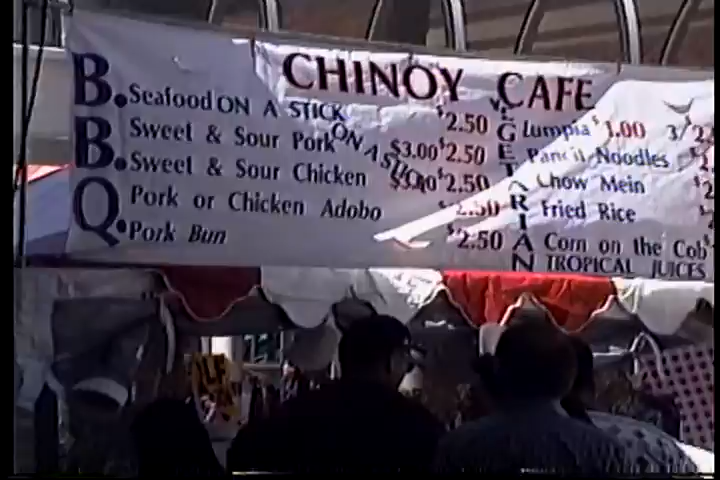 CHINOY CAFE
B.B.Q.
Seafood ON A STICK $2.50
Sweet & Sour Pork ON A STICK $3.00 $2.50
Sweet & Sour Chicken $3.00 $2.50
Pork or Chicken Adobo $2.50
Pork Bun $2.50
VEGETARIAN
Lumpia $1.00
Pancit Noodles
Chow Mein
Fried Rice
Corn on the Cob
TROPICAL JUICES